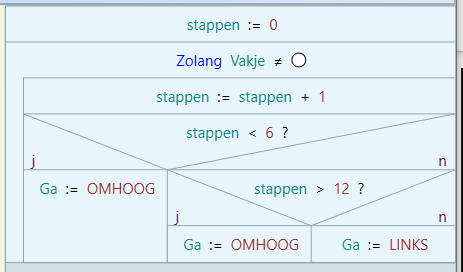 stappen := 0
Zolang Vakje ≠ ○
stappen := stappen + 1
stappen < 6 ?
j n
Ga := OMHOOG
stappen > 12 ?
j n
Ga := OMHOOG Ga := LINKS